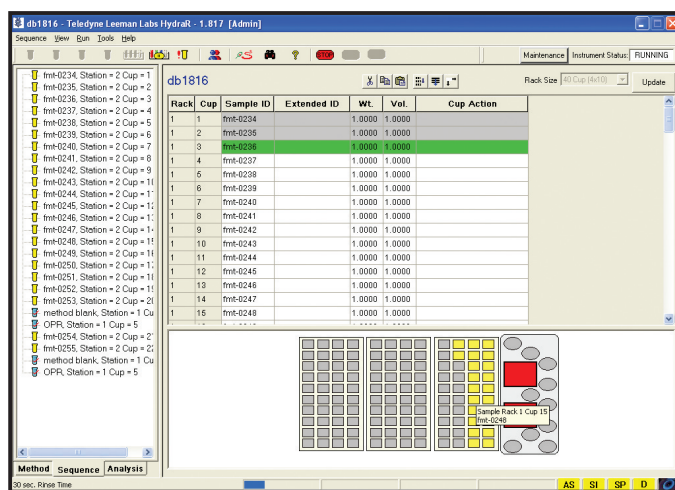 db1816 - Teledyne Leeman Labs HydraR - 1.817 [Admin]
Sequence View Run Tools Help
STOP
Maintenance Instrument Status: RUNNING
fmt-0234, Station = 2 Cup = 1
fmt-0235, Station = 2 Cup = 2
fmt-0236, Station = 2 Cup = 3
fmt-0237, Station = 2 Cup = 4
fmt-0238, Station = 2 Cup = 5
fmt-0239, Station = 2 Cup = 6
fmt-0240, Station = 2 Cup = 7
fmt-0241, Station = 2 Cup = 8
fmt-0242, Station = 2 Cup = 9
fmt-0243, Station = 2 Cup = 1
fmt-0244, Station = 2 Cup = 1
fmt-0245, Station = 2 Cup = 1
fmt-0246, Station = 2 Cup = 1
fmt-0247, Station = 2 Cup = 1
fmt-0248, Station = 2 Cup = 1
fmt-0249, Station = 2 Cup = 1
fmt-0250, Station = 2 Cup = 1
fmt-0251, Station = 2 Cup = 1
fmt-0252, Station = 2 Cup = 1
fmt-0253, Station = 2 Cup = 2
method blank, Station = 1 Cu
OPR, Station = 1 Cup = 5
fmt-0254, Station = 2 Cup = 2
fmt-0255, Station = 2 Cup = 2
method blank, Station = 1 Cu
OPR, Station = 1 Cup = 5
Method Sequence Analysis
db1816
Rack Size 40 Cup (4x10) Update
Rack Cup Sample ID Extended ID Wt. Vol. Cup Action
1 1 fmt-0234 1.0000 1.0000
1 2 fmt-0235 1.0000 1.0000
1 3 fmt-0236 1.0000 1.0000
1 4 fmt-0237 1.0000 1.0000
1 5 fmt-0238 1.0000 1.0000
1 6 fmt-0239 1.0000 1.0000
1 7 fmt-0240 1.0000 1.0000
1 8 fmt-0241 1.0000 1.0000
1 9 fmt-0242 1.0000 1.0000
1 10 fmt-0243 1.0000 1.0000
1 11 fmt-0244 1.0000 1.0000
1 12 fmt-0245 1.0000 1.0000
1 13 fmt-0246 1.0000 1.0000
1 14 fmt-0247 1.0000 1.0000
1 15 fmt-0248 1.0000 1.0000
Sample Rack 1 Cup 15
fmt-0248
30 sec. Rinse Time
AS SI SP D